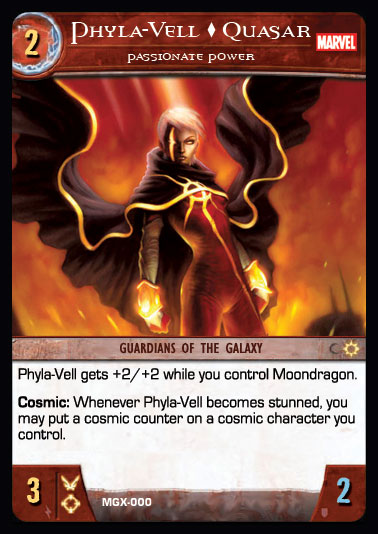 2
PHYLA-VELL ♦ QUASAR
MARVEL
PASSIONATE POWER
GUARDIANS OF THE GALAXY
C
Phyla-Vell gets +2/+2 while you control Moondragon.
Cosmic: Whenever Phyla-Vell becomes stunned, you
may put a cosmic counter on a cosmic character you
control.
3
MGX-000
2